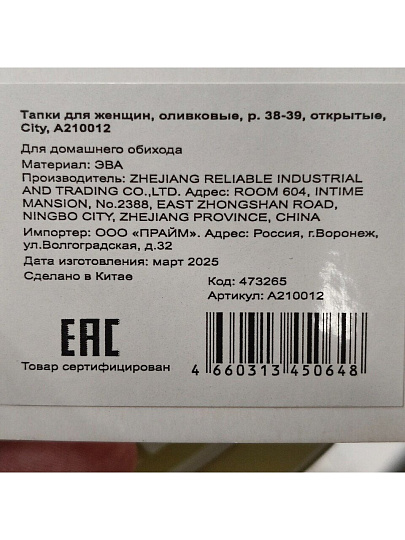 Тапки для женщин, оливковые, р. 38-39, открытые,
City, A210012
Для домашнего обихода
Материал: ЭВА
Производитель: ZHEJIANG RELIABLE INDUSTRIAL
AND TRADING CO.,LTD. Адрес: ROOM 604, INTIME
MANSION, No.2388, EAST ZHONGSHAN ROAD,
NINGBO CITY, ZHEJIANG PROVINCE, CHINA
Импортер: ООО «ПРАЙМ». Адрес: Россия, г.Воронеж,
ул.Волгоградская, д.32
Дата изготовления: март 2025
Сделано в Китае
Код: 473265
Артикул: A210012
EAC
Товар сертифицирован
4 660313 450648